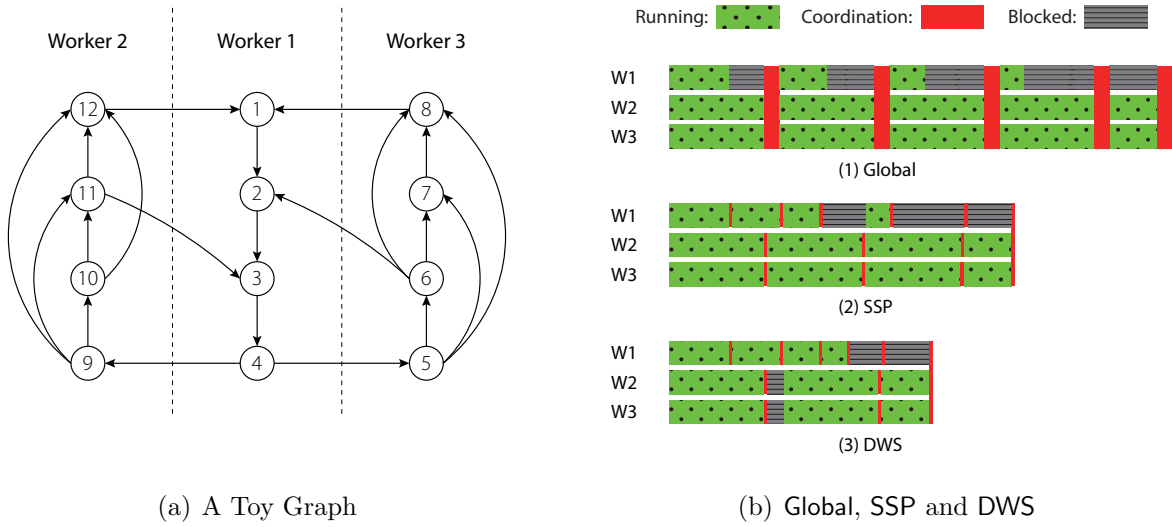 Worker 2 Worker 1 Worker 3
12 1 8
11 2 7
10 3 6
9 4 5
(a) A Toy Graph
Running: Coordination: Blocked:
W1
W2
W3
(1) Global
W1
W2
W3
(2) SSP
W1
W2
W3
(3) DWS
(b) Global, SSP and DWS